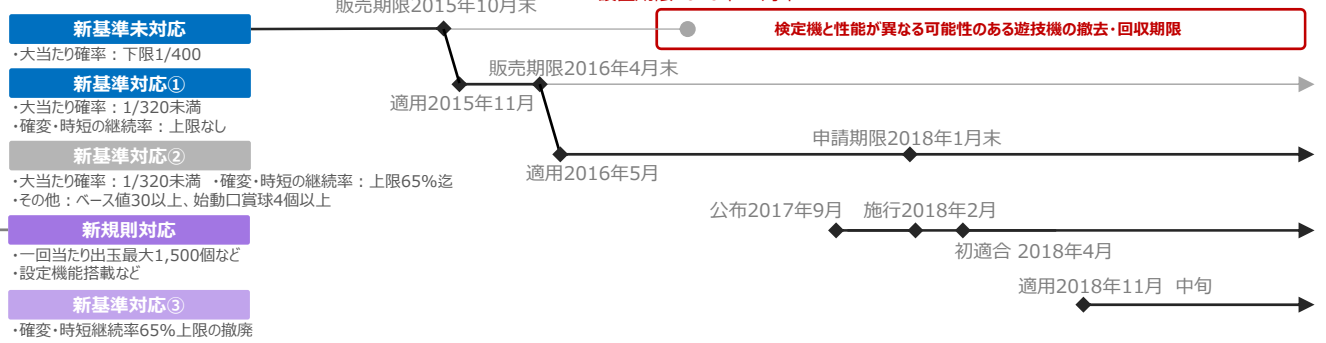 販売期限2015年10月末
新基準未対応
検定機と性能が異なる可能性のある遊技機の撤去・回収期限
・大当たり確率：下限1/400
販売期限2016年4月末
新基準対応①
適用2015年11月
・大当たり確率：1/320未満
・確変・時短の継続率：上限なし
申請期限2018年1月末
新基準対応②
適用2016年5月
・大当たり確率：1/320未満 ・確変・時短の継続率：上限65%迄
・その他：ベース値30以上、始動口賞球4個以上
公布2017年9月 施行2018年2月
新規則対応
初適合 2018年4月
・一回当たり出玉最大1,500個など
・設定機能搭載など
適用2018年11月 中旬
新基準対応③
・確変・時短継続率65%上限の撤廃